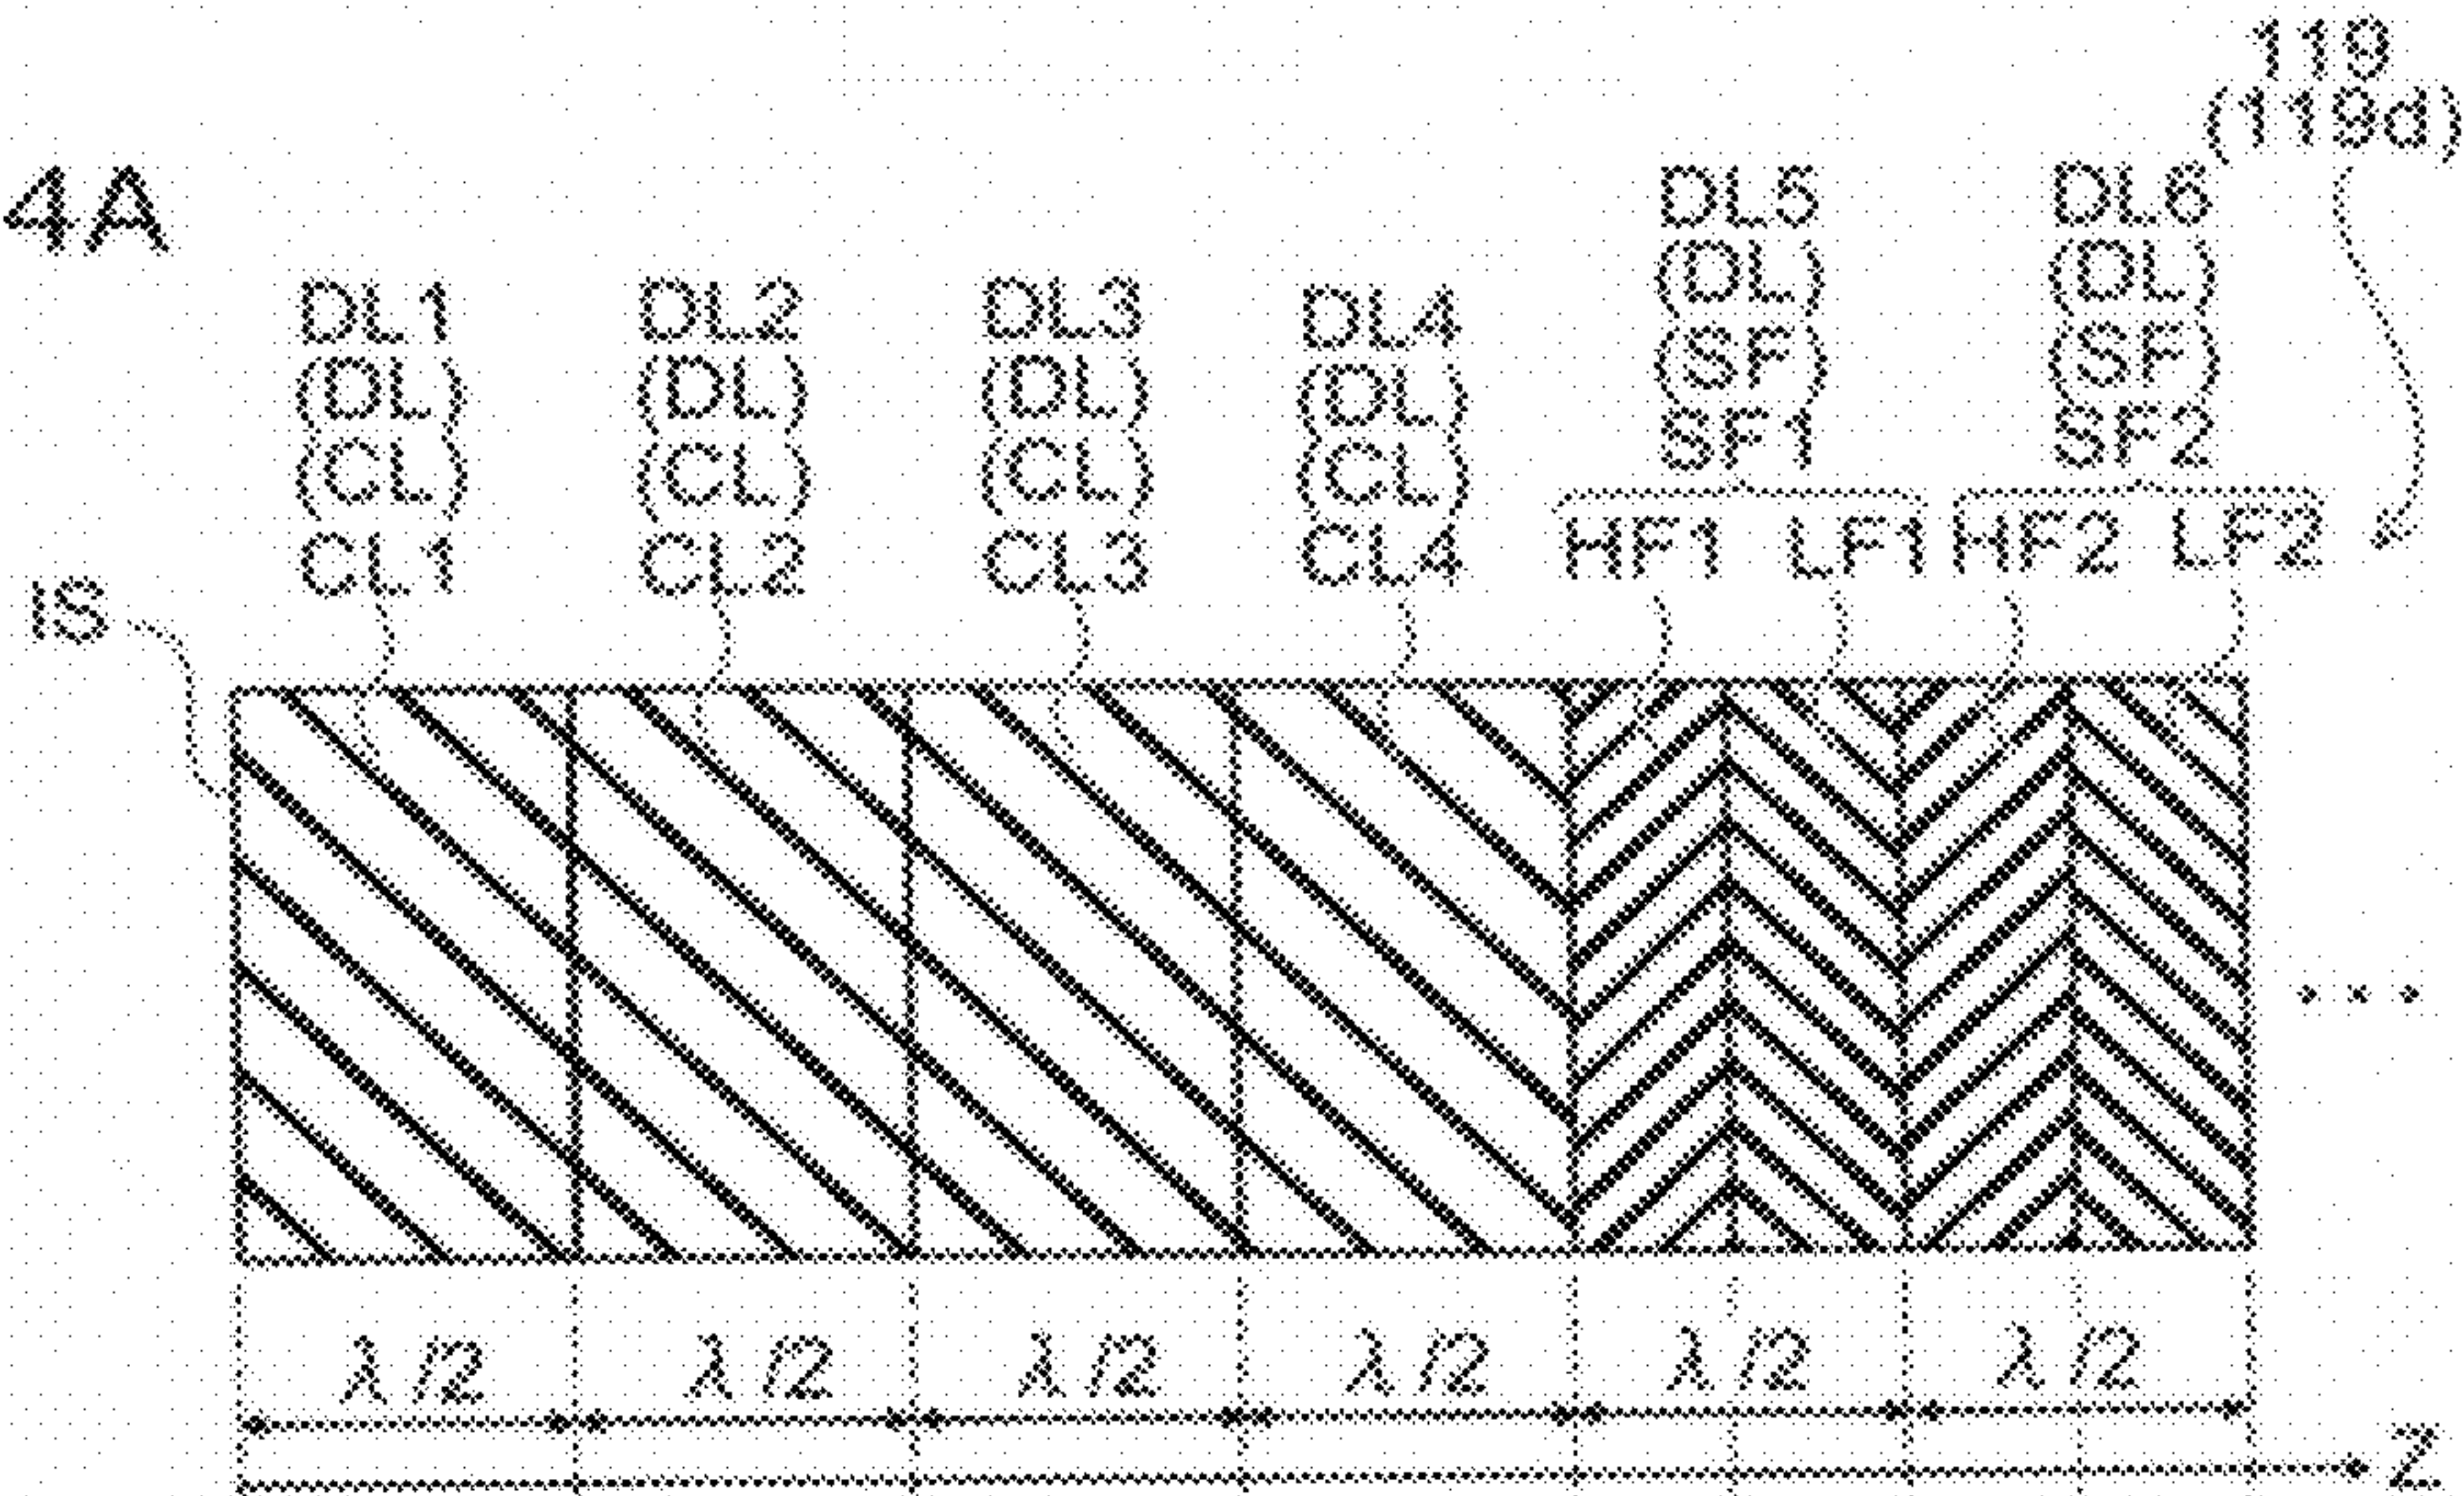 119
(119d)
4A
DL5 DL6
(DL) (DL)
(SF) (SF)
SF1 SF2
DL1 DL2 DL3 DL4
(DL) (DL) (DL) (DL)
(CL) (CL) (CL) (CL)
CL1 CL2 CL3 CL4 HF1 LF1 HF2 LF2
IS
...
λ/2 λ/2 λ/2 λ/2 λ/2 λ/2
Z